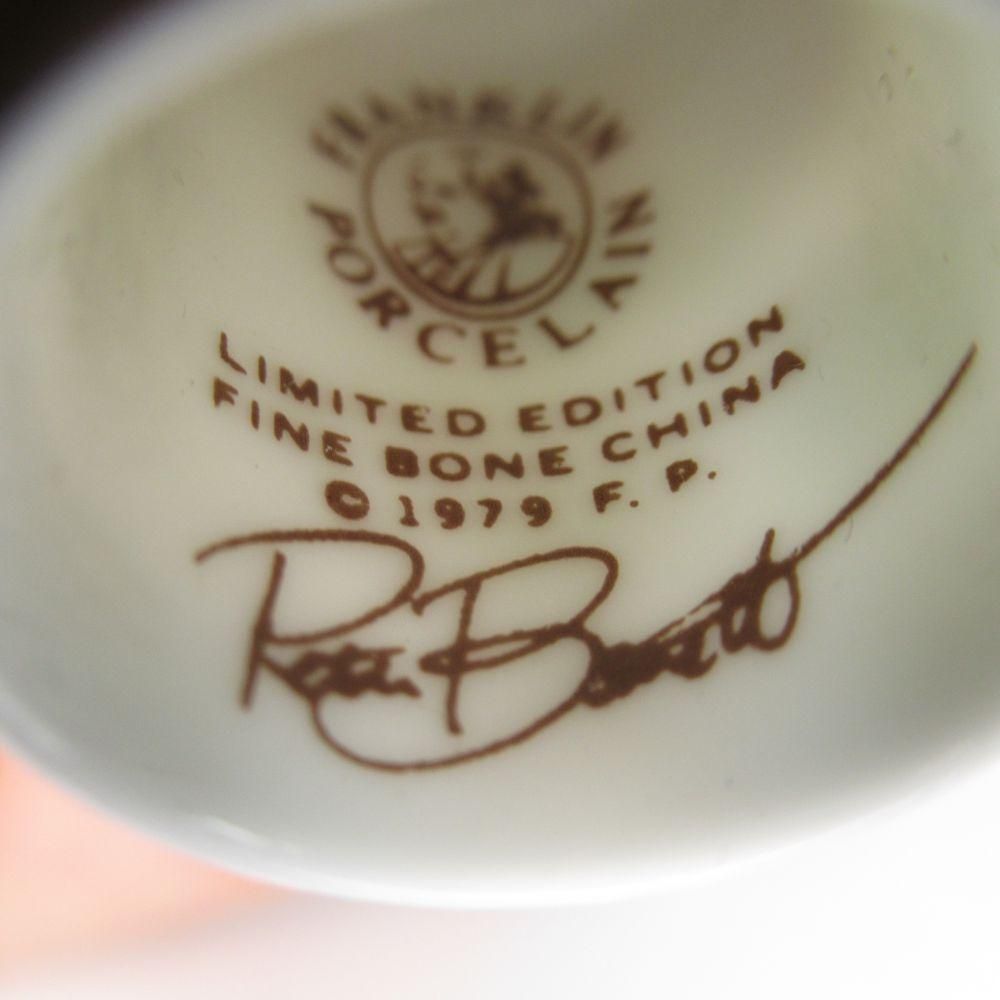 FRANKLIN
PORCELAIN
LIMITED EDITION
FINE BONE CHINA
© 1979 F. P.